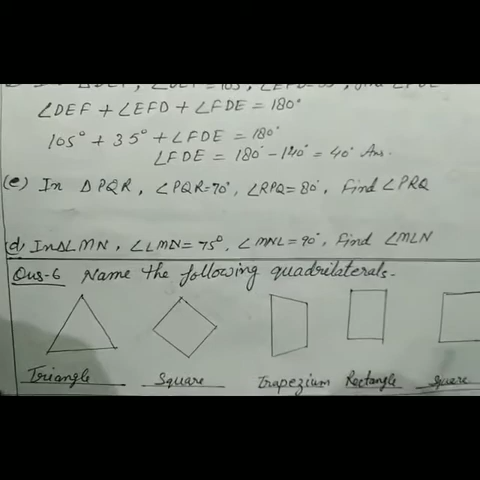 ∠DEF + ∠EFD + ∠FDE = 180°
105° + 35° + ∠FDE = 180°
∠FDE = 180° - 140° = 40° Ans.
(e) In △PQR, ∠PQR=70°, ∠RPQ=80°, Find ∠PRQ
(d) In△LMN, ∠LMN=75°, ∠MNL=90°, Find ∠MLN
Qus-6 Name the following quadrilaterals-
Triangle Square Trapezium Rectangle Square